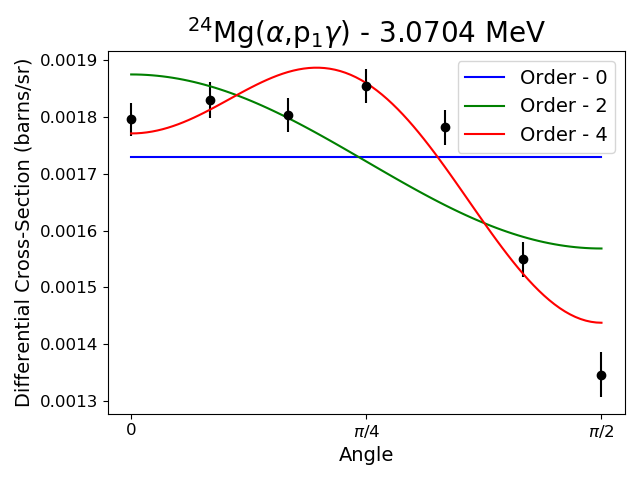 ²⁴Mg(α,p₁γ) - 3.0704 MeV
Differential Cross-Section (barns/sr)
0.0019
0.0018
0.0017
0.0016
0.0015
0.0014
0.0013
Order - 0
Order - 2
Order - 4
0
π/4
π/2
Angle